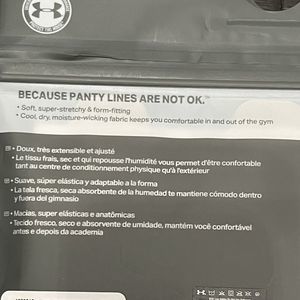 BECAUSE PANTY LINES ARE NOT OK.™
• Soft, super-stretchy & form-fitting
• Cool, dry, moisture-wicking fabric keeps you comfortable in and out of the gym
• Doux, très extensible et ajusté
• Le tissu frais, sec et qui repousse l'humidité vous permet d'être confortable
tant au centre de conditionnement physique qu'à l'extérieur
• Suave, súper elástica y adaptable a la forma
• La tela fresca, seca absorbente de la humedad te mantiene cómodo dentro
y fuera del gimnasio
• Macias, super elásticas e anatômicas
• Tecido fresco, seco e absorvente de umidade, mantém você confortável
antes e depois da academia